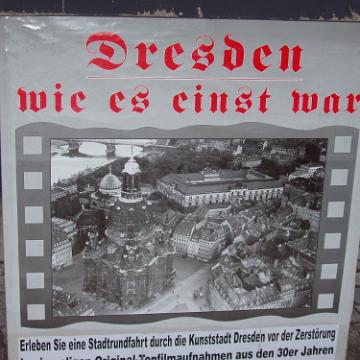 Dresden
wie es einst war
Erleben Sie eine Stadtrundfahrt durch die Kunststadt Dresden vor der Zerstörung
Original-Tonfilmaufnahmen aus den 30er Jahren